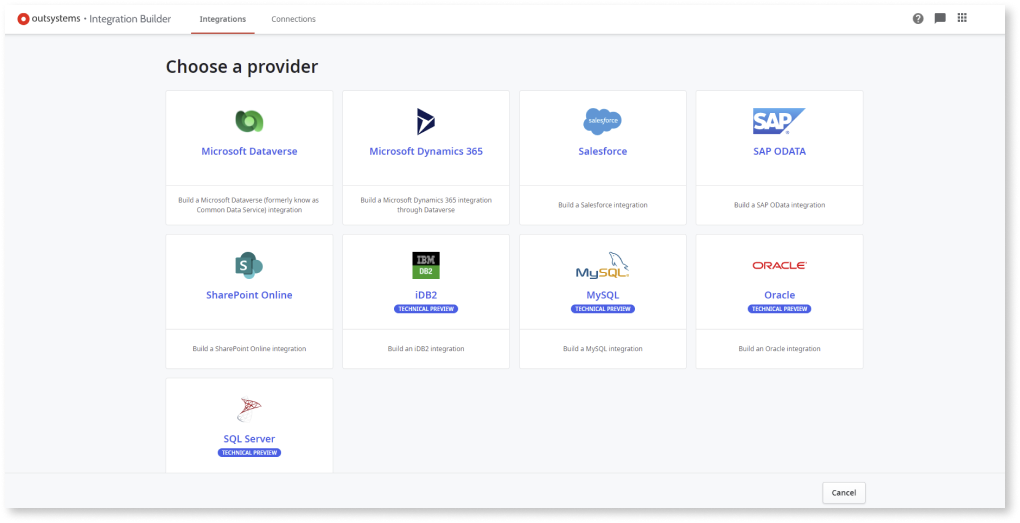 outsystems • Integration Builder Integrations Connections
Choose a provider
Microsoft Dataverse
Build a Microsoft Dataverse (formerly know as
Common Data Service) integration
Microsoft Dynamics 365
Build a Microsoft Dynamics 365 integration
through Dataverse
salesforce
Salesforce
Build a Salesforce integration
SAP
SAP ODATA
Build a SAP OData integration
S
SharePoint Online
Build a SharePoint Online integration
IBM
DB2
iDB2
TECHNICAL PREVIEW
Build an iDB2 integration
MySQL
MySQL
TECHNICAL PREVIEW
Build a MySQL integration
ORACLE
Oracle
TECHNICAL PREVIEW
Build an Oracle integration
SQL Server
TECHNICAL PREVIEW
Cancel